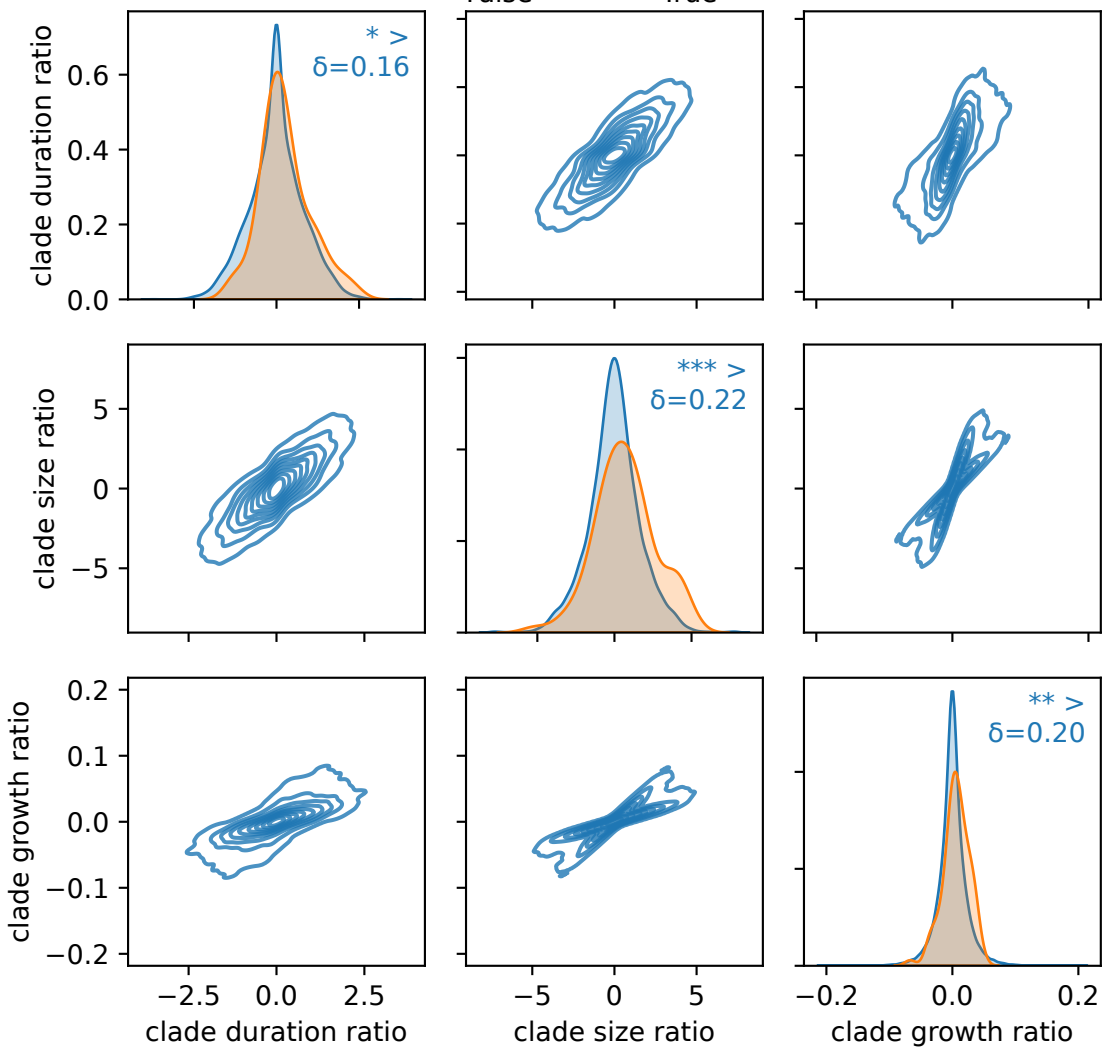 True
clade duration ratio
0.6
0.4
0.2
0.0
* >
δ=0.16
clade size ratio
5
0
−5
*** >
δ=0.22
clade growth ratio
0.2
0.1
0.0
−0.1
−0.2
** >
δ=0.20
−2.5 0.0 2.5
−5 0 5
−0.2 0.0 0.2
clade duration ratio
clade size ratio
clade growth ratio